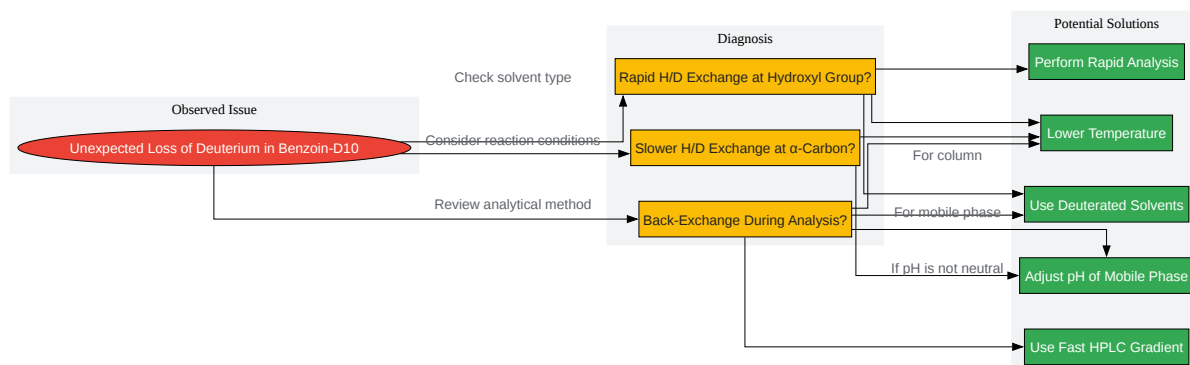 Potential Solutions
Diagnosis
Perform Rapid Analysis
Check solvent type
Rapid H/D Exchange at Hydroxyl Group?
Observed Issue
Lower Temperature
Consider reaction conditions
Unexpected Loss of Deuterium in Benzoin-D10
Slower H/D Exchange at α-Carbon?
For column
Review analytical method
Use Deuterated Solvents
For mobile phase
Back-Exchange During Analysis?
If pH is not neutral
Adjust pH of Mobile Phase
Use Fast HPLC Gradient